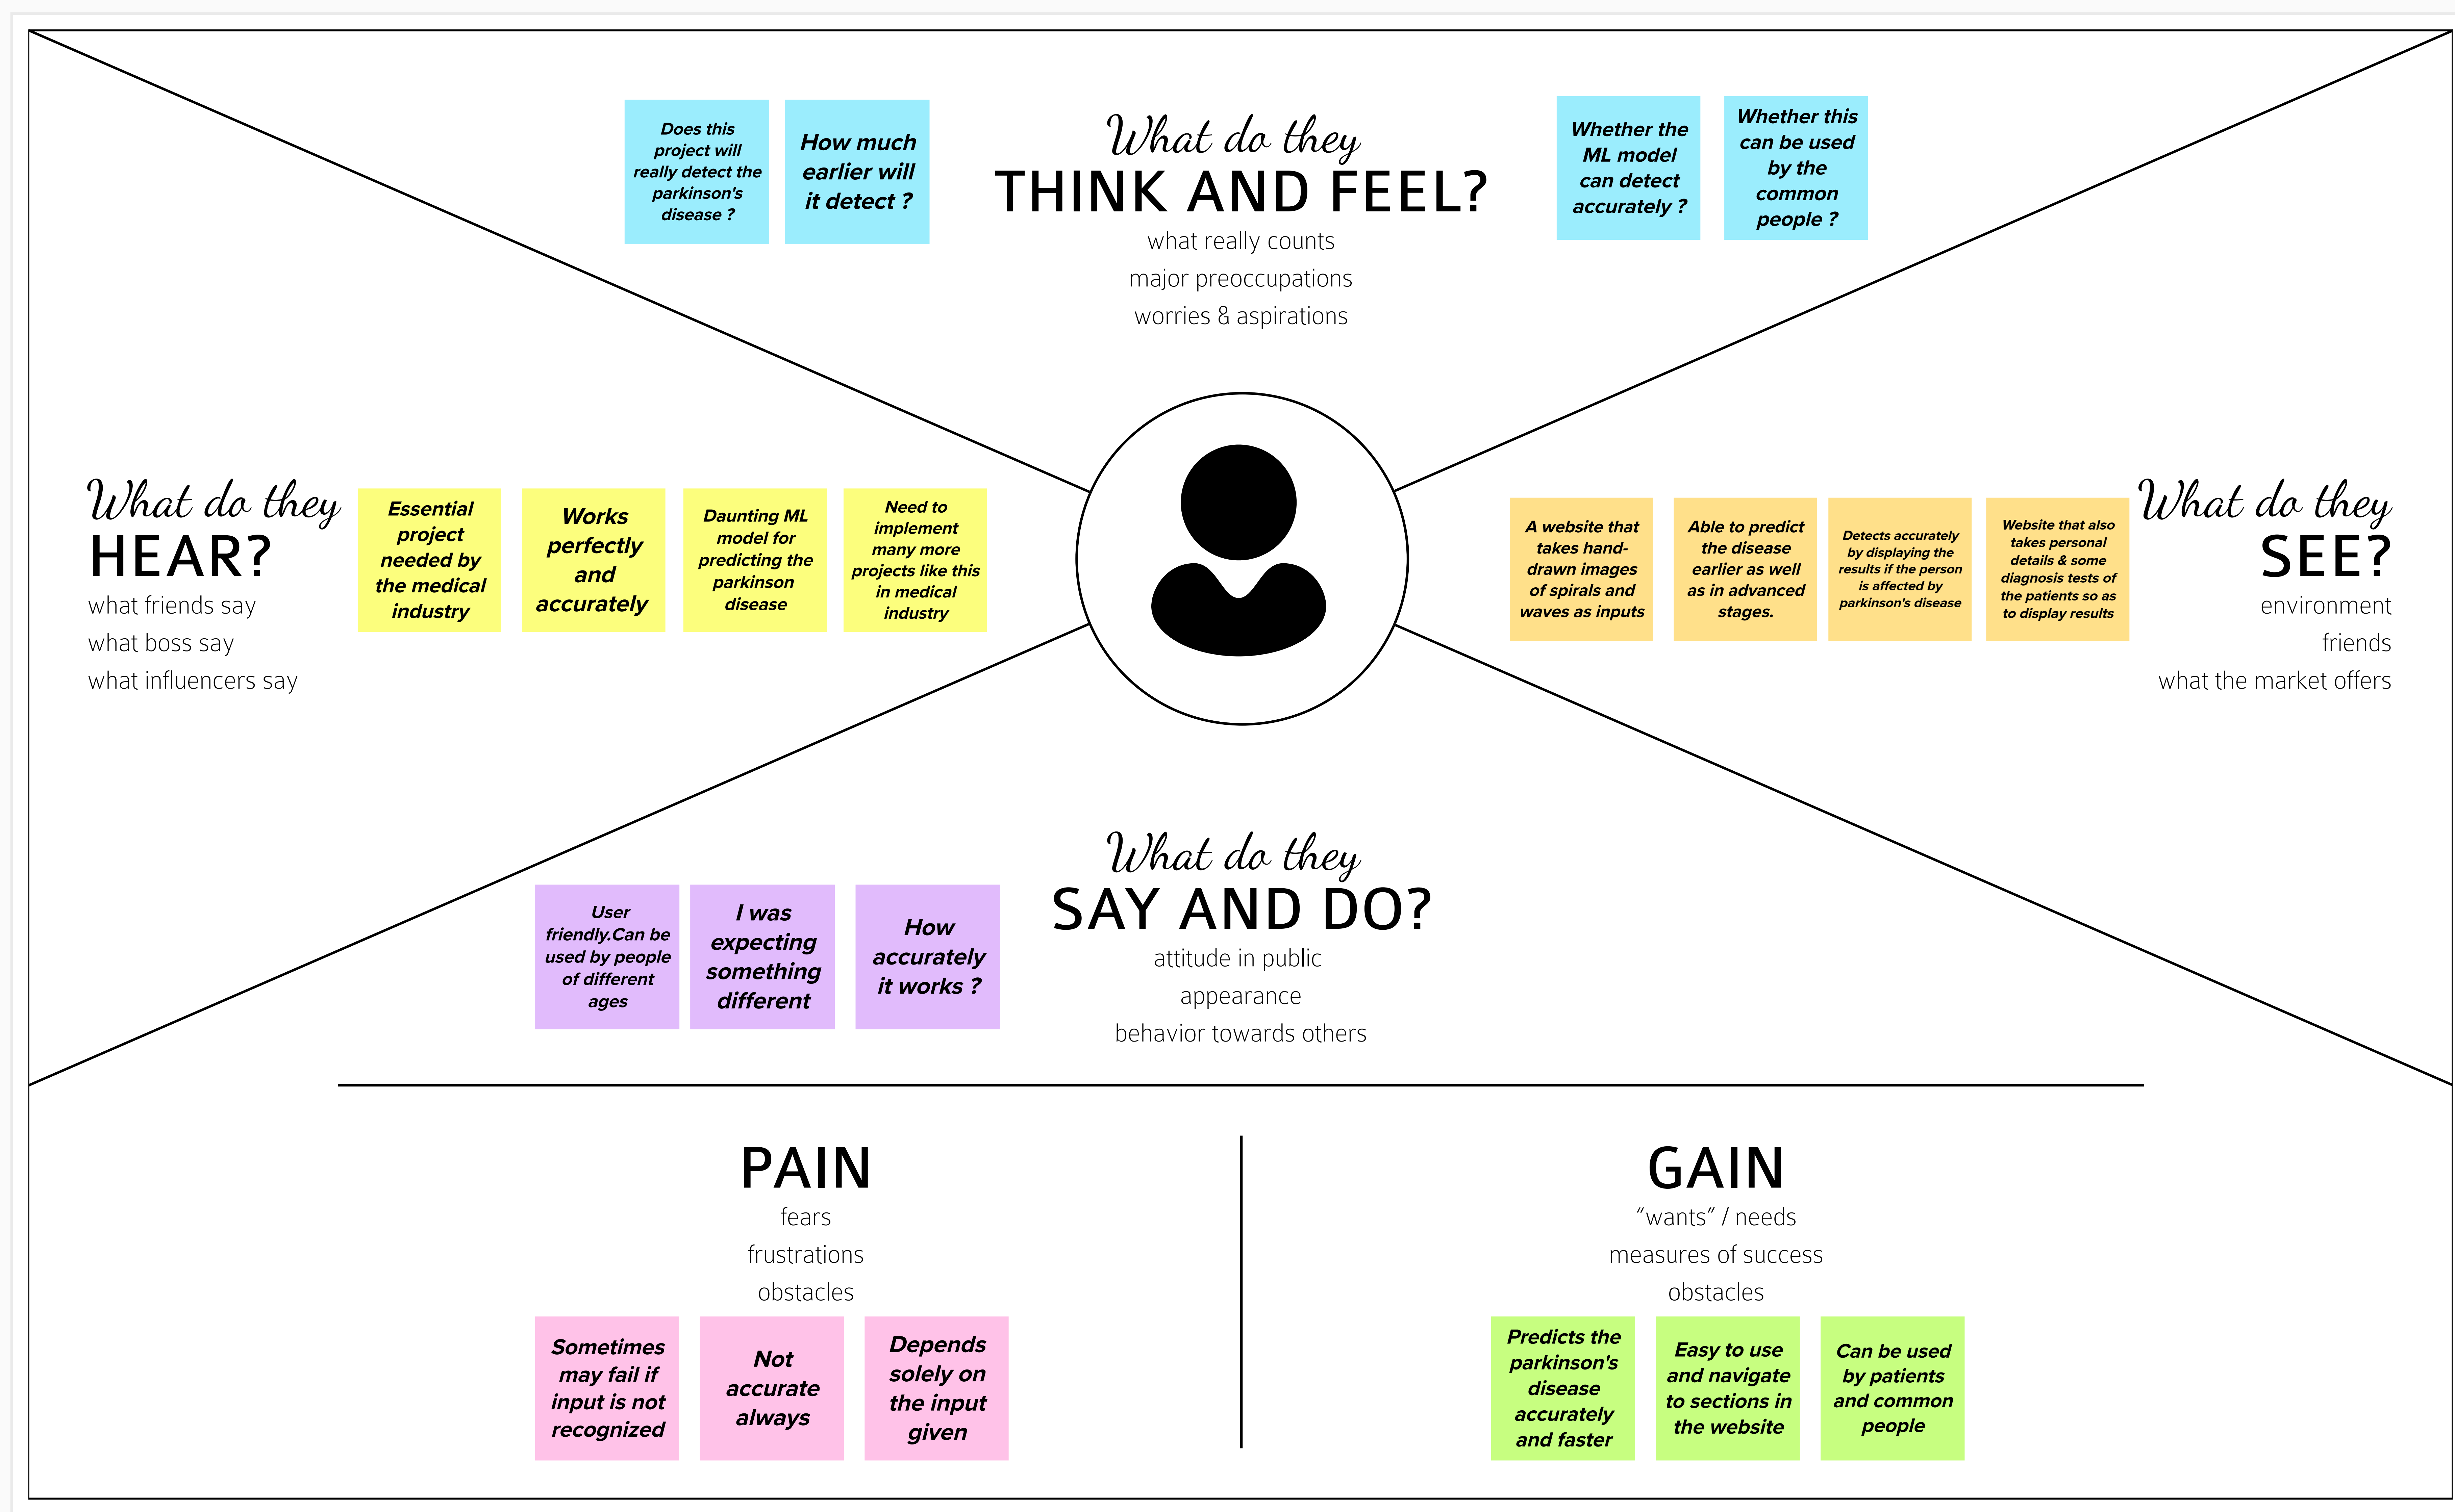 Does this
project will
really detect the
parkinson's
disease ?
How much
earlier will
it detect ?
What do they
THINK AND FEEL?
what really counts
major preoccupations
worries & aspirations
Whether the
ML model
can detect
accurately ?
Whether this
can be used
by the
common
people ?
What do they
HEAR?
what friends say
what boss say
what influencers say
Essential
project
needed by
the medical
industry
Works
perfectly
and
accurately
Daunting ML
model for
predicting the
parkinson
disease
Need to
implement
many more
projects like this
in medical
industry
A website that
takes hand-
drawn images
of spirals and
waves as inputs
Able to predict
the disease
earlier as well
as in advanced
stages.
Detects accurately
by displaying the
results if the person
is affected by
parkinson's disease
Website that also
takes personal
details & some
diagnosis tests of
the patients so as
to display results
What do they
SEE?
environment
friends
what the market offers
User
friendly.Can be
used by people
of different
ages
I was
expecting
something
different
How
accurately
it works ?
What do they
SAY AND DO?
attitude in public
appearance
behavior towards others
PAIN
fears
frustrations
obstacles
Sometimes
may fail if
input is not
recognized
Not
accurate
always
Depends
solely on
the input
given
GAIN
“wants” / needs
measures of success
obstacles
Predicts the
parkinson's
disease
accurately
and faster
Easy to use
and navigate
to sections in
the website
Can be used
by patients
and common
people